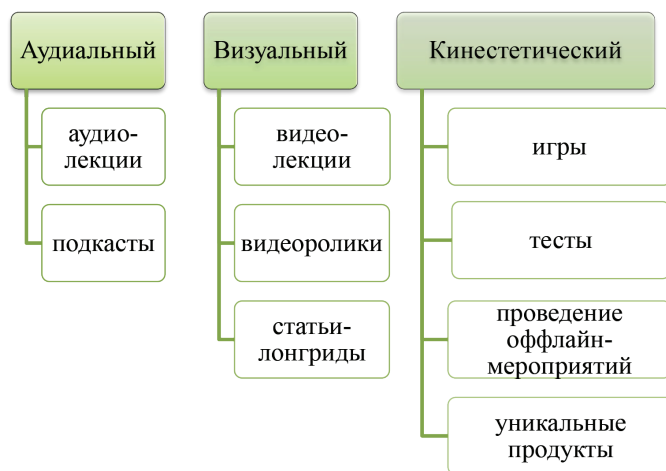 Аудиальный
аудио-
лекции
подкасты
Визуальный
видео-
лекции
видеоролики
статьи-
лонгриды
Кинестетический
игры
тесты
проведение
оффлайн-
мероприятий
уникальные
продукты